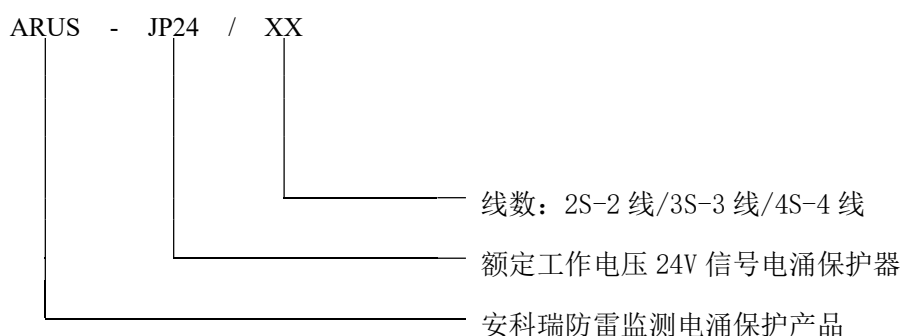 ARUS - JP24 / XX
线数：2S-2 线/3S-3 线/4S-4 线
额定工作电压 24V 信号电涌保护器
安科瑞防雷监测电涌保护产品